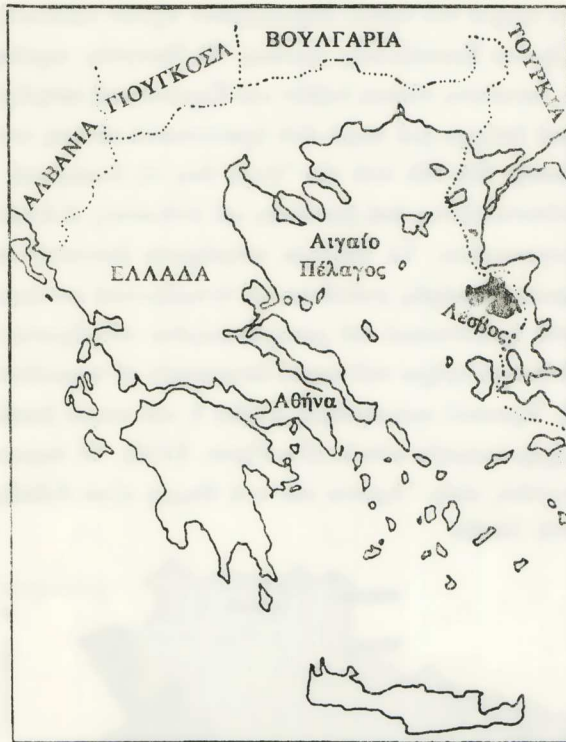 ΒΟΥΛΓΑΡΙΑ
ΤΟΥΡΚΙΑ
ΓΙΟΥΓΚΟΣΛ
ΑΛΒΑΝΙΑ
Αιγαίο
Πέλαγος
ΕΛΛΑΔΑ
Λέσβος
Αθήνα